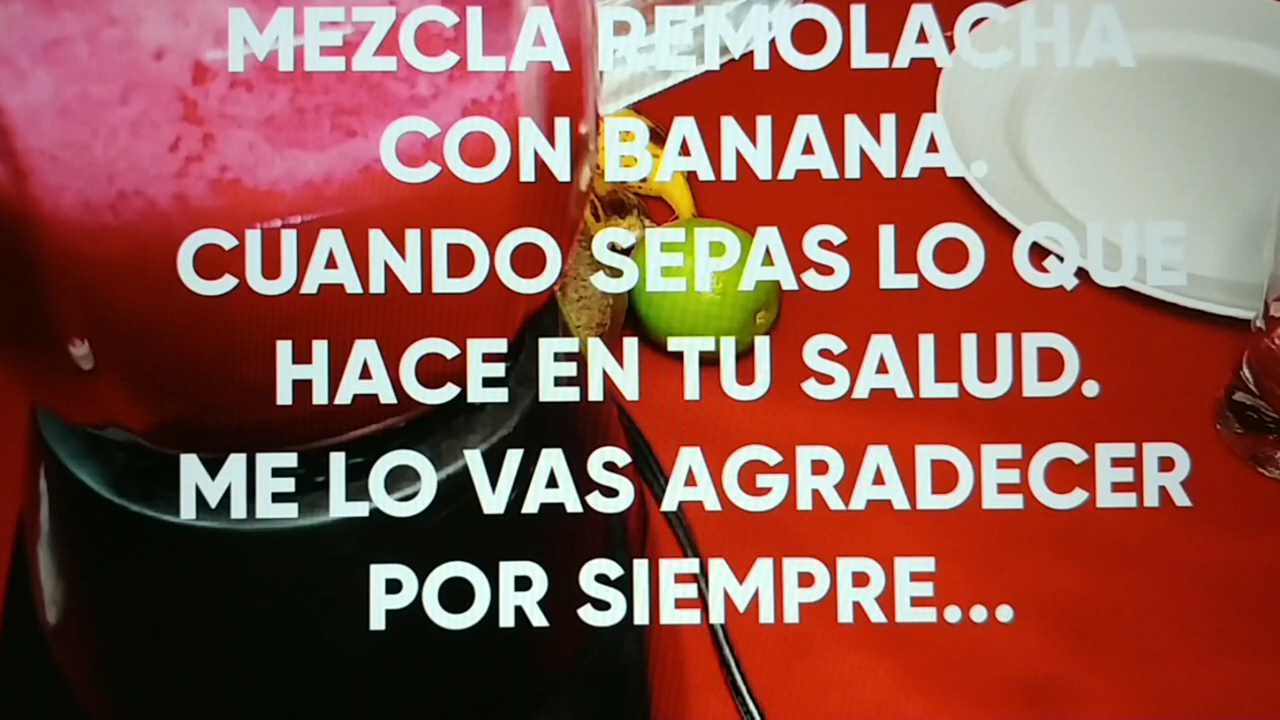 MEZCLA REMOLACHA
CON BANANA.
CUANDO SEPAS LO QUE
HACE EN TU SALUD.
ME LO VAS AGRADECER
POR SIEMPRE...